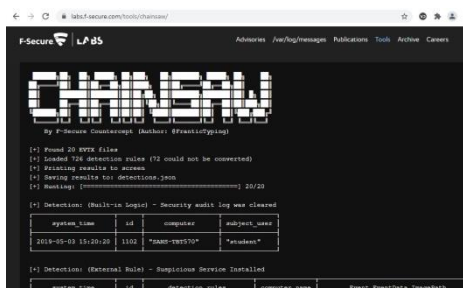 labs.f-secure.com/tools/chainsaw/
F-Secure LABS
Advisories /var/log/messages Publications Tools Archive Careers
CHAINSAW
By F-Secure Countercept (Author: @FranticTyping)
[+] Found 20 EVTX files
[+] Loaded 726 detection rules (72 could not be converted)
[+] Printing results to screen
[+] Saving results to: detections.json
[+] Hunting: [========================================] 20/20
[+] Detection: (Built-in Logic) - Security audit log was cleared
system_time id computer subject_user
2019-05-03 15:20:20 1102 "SANS-TBT570" "student"
[+] Detection: (External Rule) - Suspicious Service Installed
system_time id detection_rules computer_name Event.EventData.ImagePath